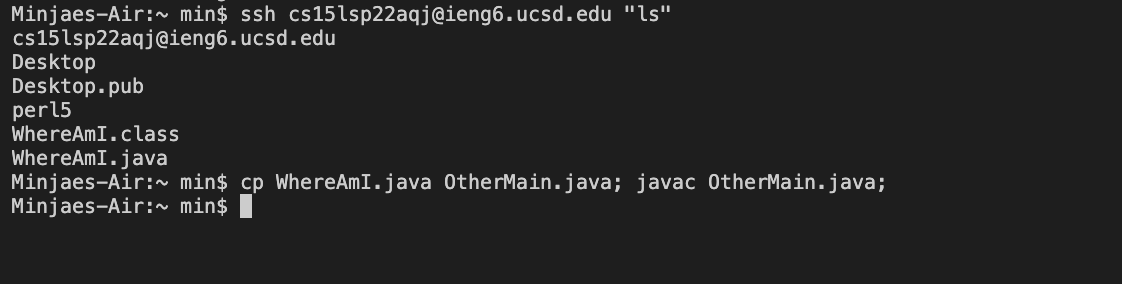 Minjaes-Air:~ min$ ssh cs15lsp22aqj@ieng6.ucsd.edu "ls"
cs15lsp22aqj@ieng6.ucsd.edu
Desktop
Desktop.pub
perl5
WhereAmI.class
WhereAmI.java
Minjaes-Air:~ min$ cp WhereAmI.java OtherMain.java; javac OtherMain.java;
Minjaes-Air:~ min$